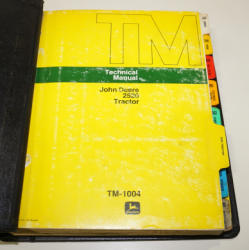 TM
Technical
Manual
John Deere
2520
Tractor
TM-1004